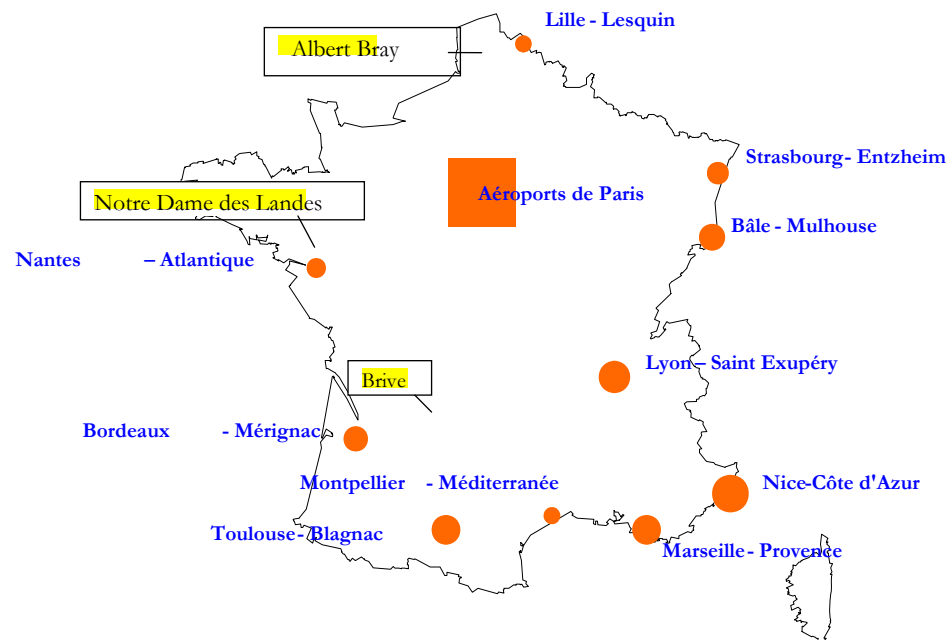 Lille - Lesquin
Albert Bray
Strasbourg- Entzheim
Aéroports de Paris
Notre Dame des Landes
Bâle - Mulhouse
Nantes – Atlantique
Lyon – Saint Exupéry
Brive
Bordeaux - Mérignac
Montpellier - Méditerranée
Nice-Côte d'Azur
Toulouse- Blagnac
Marseille- Provence